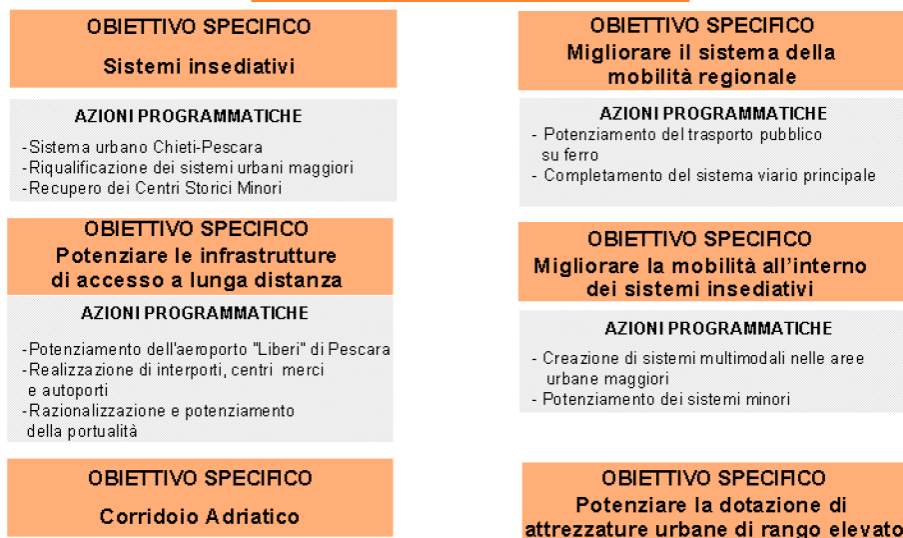 OBIETTIVO SPECIFICO
Sistemi insediativi
AZIONI PROGRAMMATICHE
-Sistema urbano Chieti-Pescara
-Riqualificazione dei sistemi urbani maggiori
-Recupero dei Centri Storici Minori
OBIETTIVO SPECIFICO
Potenziare le infrastrutture
di accesso a lunga distanza
AZIONI PROGRAMMATICHE
-Potenziamento dell'aeroporto "Liberi" di Pescara
-Realizzazione di interporti, centri merci
e autoporti
-Razionalizzazione e potenziamento
della portualità
OBIETTIVO SPECIFICO
Corridoio Adriatico
OBIETTIVO SPECIFICO
Migliorare il sistema della
mobilità regionale
AZIONI PROGRAMMATICHE
- Potenziamento del trasporto pubblico
su ferro
- Completamento del sistema viario principale
OBIETTIVO SPECIFICO
Migliorare la mobilità all'interno
dei sistemi insediativi
AZIONI PROGRAMMATICHE
- Creazione di sistemi multimodali nelle aree
urbane maggiori
- Potenziamento dei sistemi minori
OBIETTIVO SPECIFICO
Potenziare la dotazione di
attrezzature urbane di rango elevato